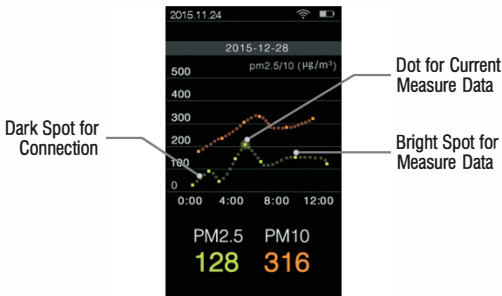 2015.11.24
2015-12-28
pm2.5/10 (µg/m³)
500
400
300
200
100
0
0:00 4:00 8:00 12:00
PM2.5 PM10
128 316
Dark Spot for
Connection
Dot for Current
Measure Data
Bright Spot for
Measure Data